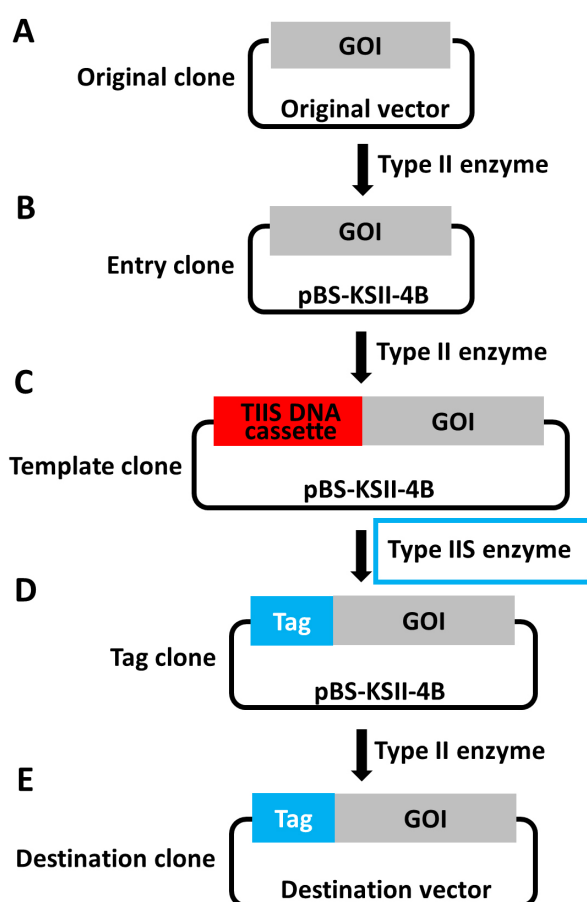 A
GOI
Original clone
Original vector
Type II enzyme
B
GOI
Entry clone
pBS-KSII-4B
Type II enzyme
C
TIIS DNA
cassette
GOI
Template clone
pBS-KSII-4B
Type IIS enzyme
D
Tag
GOI
Tag clone
pBS-KSII-4B
Type II enzyme
E
Tag
GOI
Destination clone
Destination vector